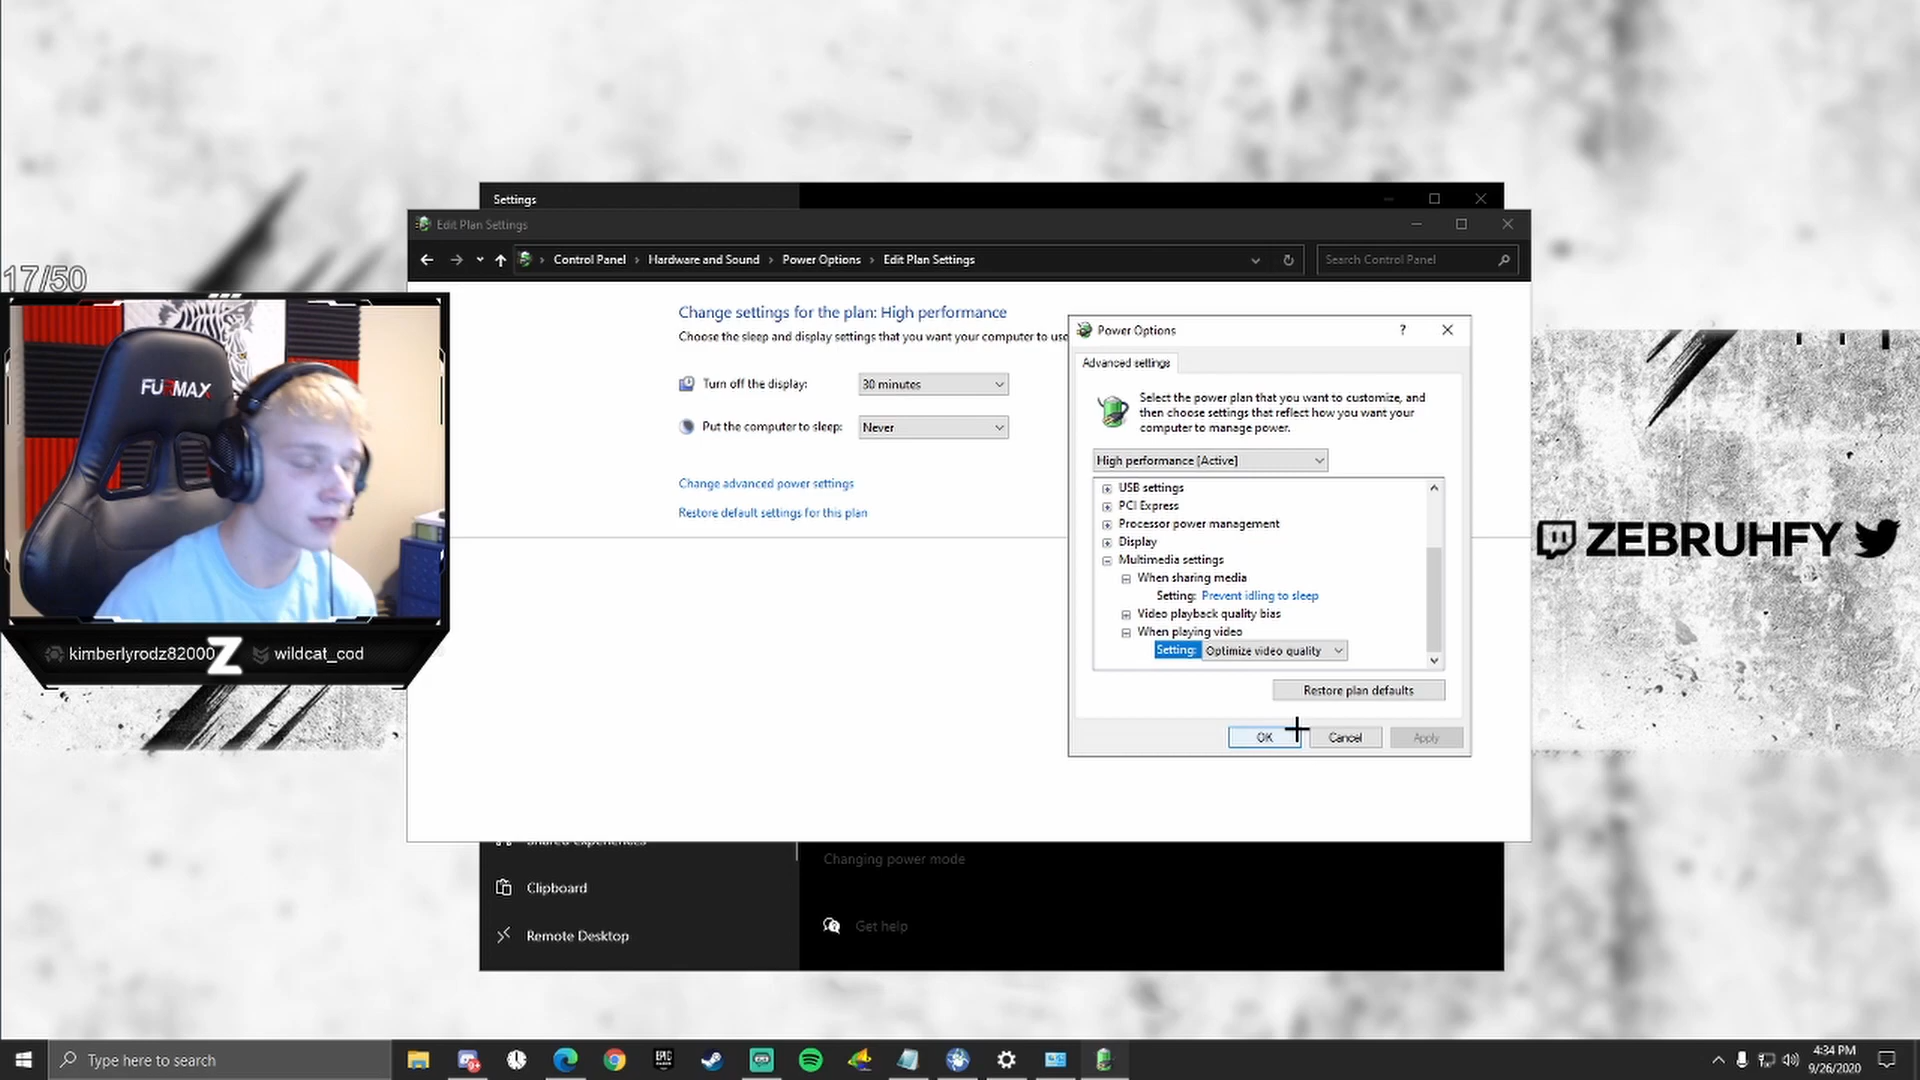 Settings
Edit Plan Settings
Control Panel › Hardware and Sound › Power Options › Edit Plan Settings
Search Control Panel
17/50
FURMAX
kimberlyrodz82000
Z
wildcat_cod
Change settings for the plan: High performance
Choose the sleep and display settings that you want your computer to use
Turn off the display:
30 minutes
Put the computer to sleep:
Never
Change advanced power settings
Restore default settings for this plan
Power Options
?
Advanced settings
Select the power plan that you want to customize, and
then choose settings that reflect how you want your
computer to manage power.
High performance [Active]
USB settings
PCI Express
Processor power management
Display
Multimedia settings
When sharing media
Setting: Prevent idling to sleep
Video playback quality bias
When playing video
Setting: Optimize video quality
Restore plan defaults
OK
Cancel
Apply
ZEBRUHFY
Shared experiences
Clipboard
Remote Desktop
Changing power mode
Get help
Type here to search
EPIC
4:34 PM
9/26/2020